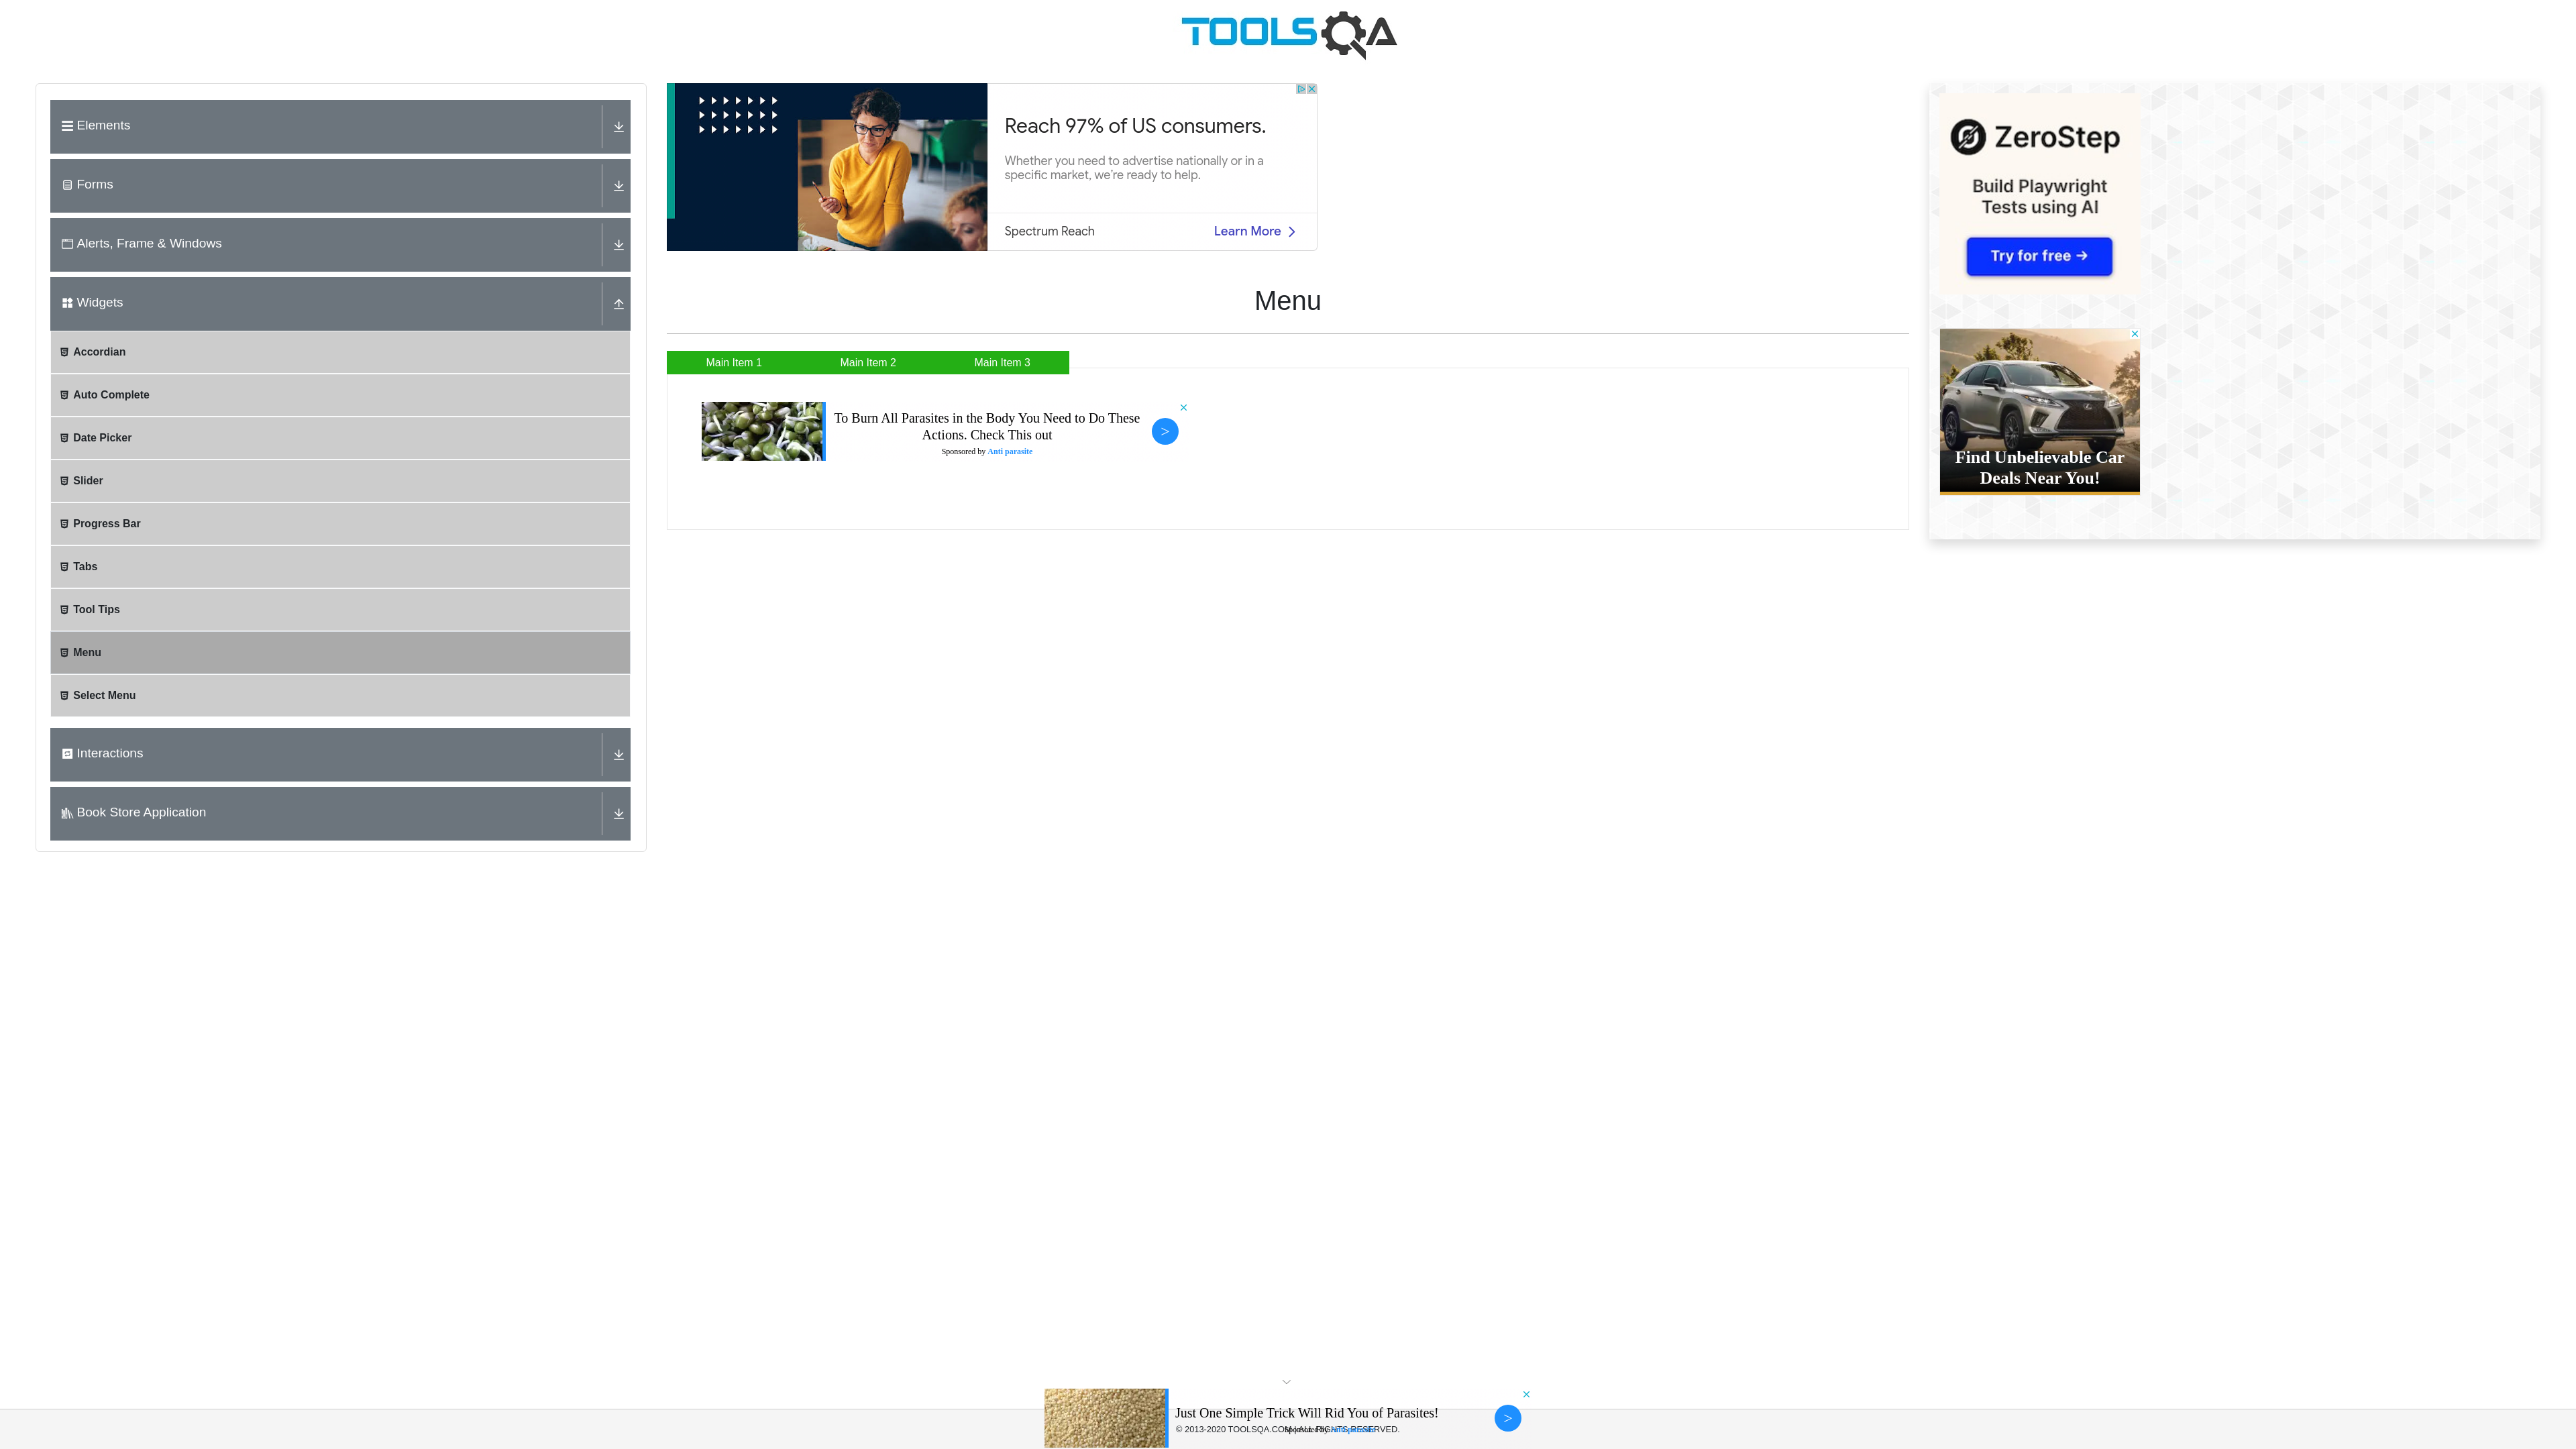 TOOLSQA
Elements
Forms
Alerts, Frame & Windows
Widgets
Accordian
Auto Complete
Date Picker
Slider
Progress Bar
Tabs
Tool Tips
Menu
Select Menu
Interactions
Book Store Application
Reach 97% of US consumers.
Whether you need to advertise nationally or in a
specific market, we're ready to help.
Spectrum Reach
Learn More
Menu
Main Item 1
Main Item 2
Main Item 3
To Burn All Parasites in the Body You Need to Do These
Actions. Check This out
Sponsored by Anti parasite
>
ZeroStep
Build Playwright
Tests using AI
Try for free →
Find Unbelievable Car
Deals Near You!
Just One Simple Trick Will Rid You of Parasites!
>
© 2013-2020 TOOLSQA.COM | ALL RIGHTS RESERVED.